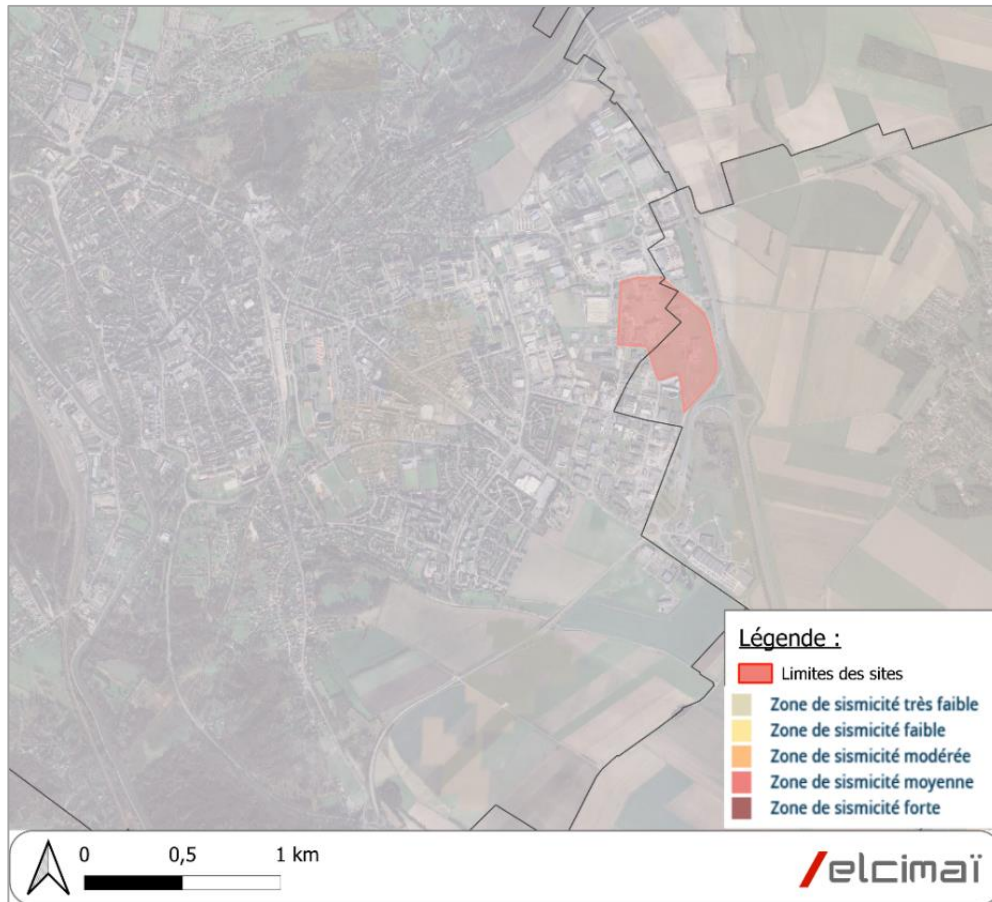 Légende :
Limites des sites
Zone de sismicité très faible
Zone de sismicité faible
Zone de sismicité modérée
Zone de sismicité moyenne
Zone de sismicité forte
0 0,5 1 km
elcimaï